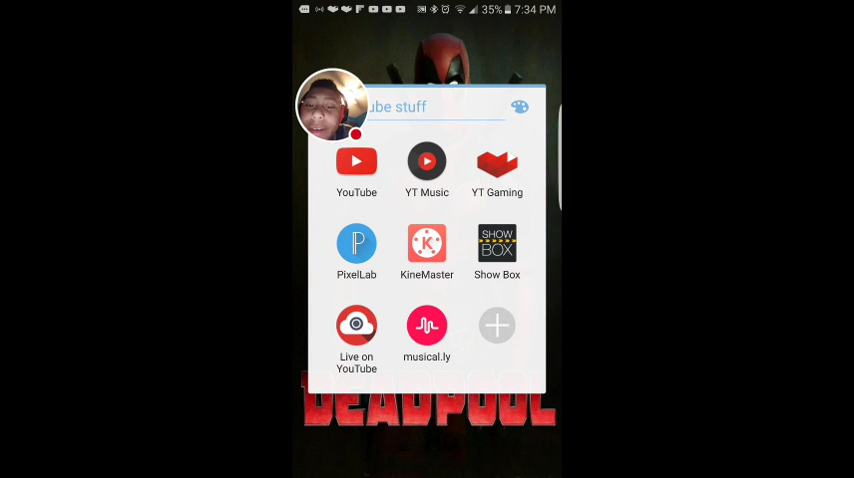 35% 7:34 PM
ube stuff
YouTube YT Music YT Gaming
P K SHOW
BOX
PixelLab KineMaster Show Box
Live on
YouTube musical.ly
DEADPOOL